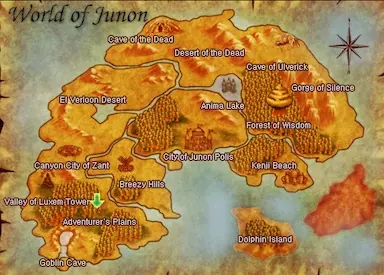 World of Junon
Cave of the Dead
Desert of the Dead
Cave of Ulverick
Gorge of Silence
El Verloon Desert
Anima Lake
Forest of Wisdom
City of Junon Polis
Kenji Beach
Canyon City of Zant
Breezy Hills
Valley of Luxem Tower
Adventurer's Plains
Dolphin Island
Goblin Cave